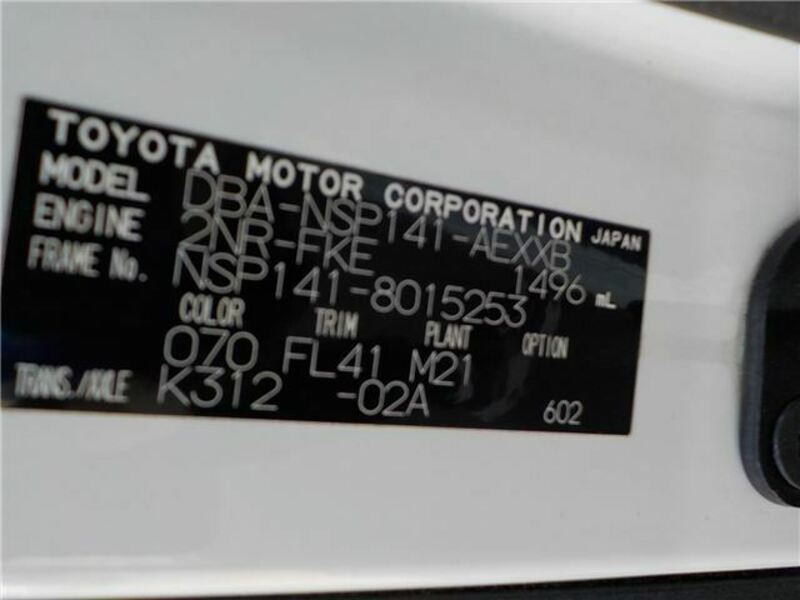 TOYOTA MOTOR CORPORATION JAPAN
MODEL DBA-NSP141-AEXXB
ENGINE 2NR-FKE 1496 mL
FRAME No. NSP141-8015253
COLOR TRIM PLANT OPTION
070 FL41 M21
TRANS./AXLE K312 -02A 602